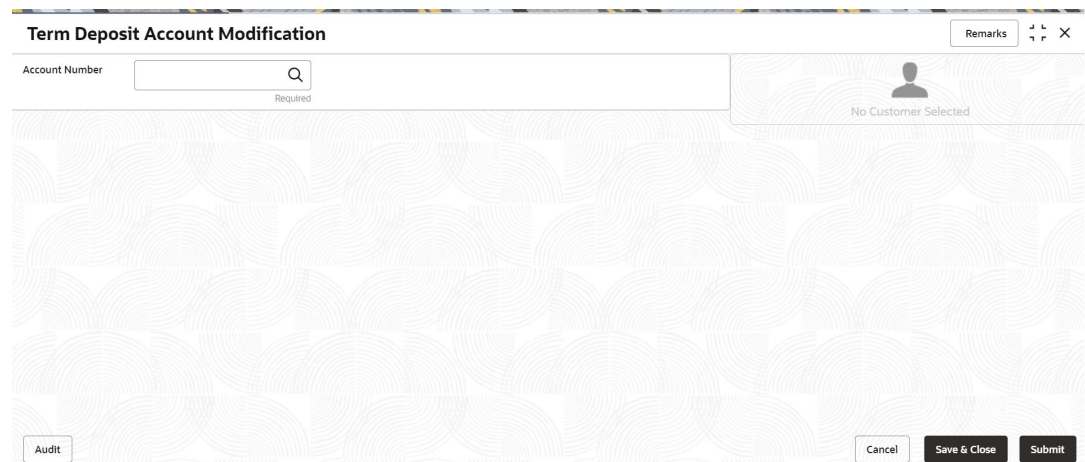 Term Deposit Account Modification
Remarks
Account Number
Required
No Customer Selected
Audit
Cancel
Save & Close
Submit